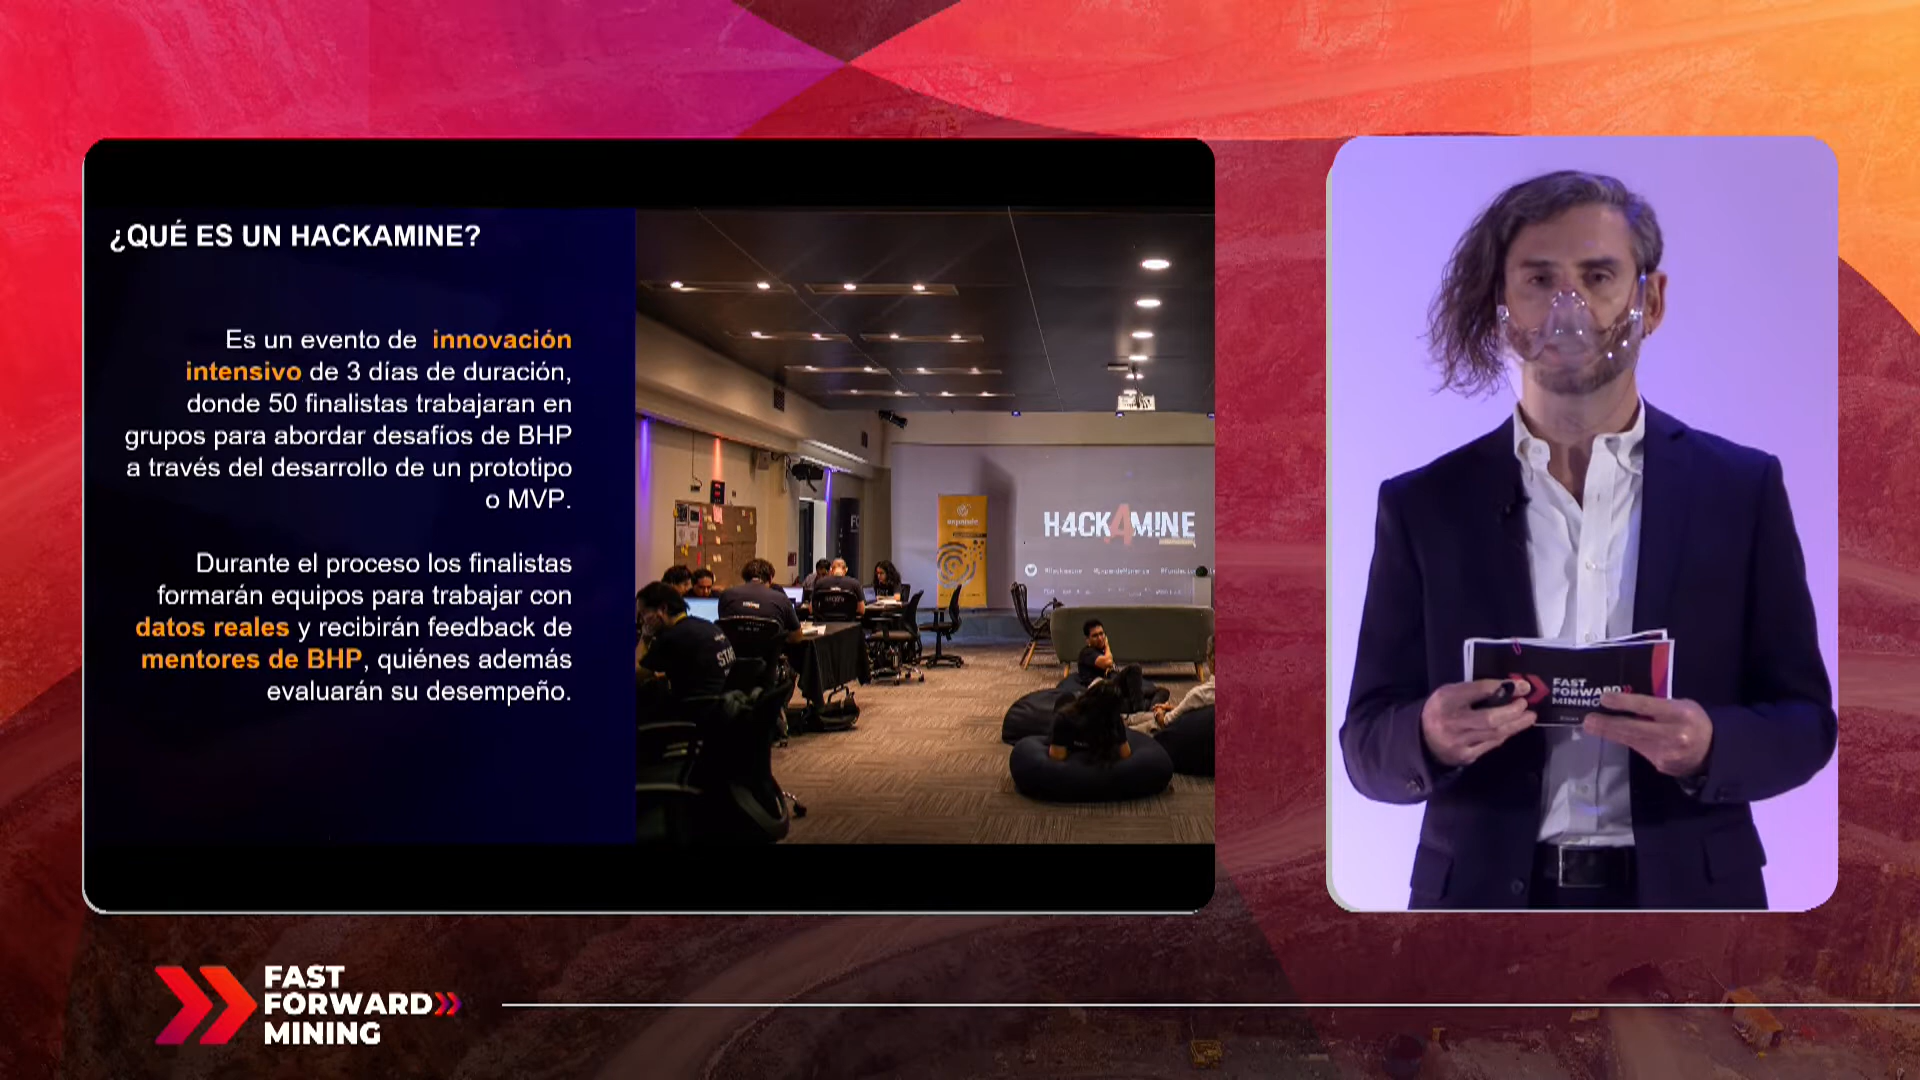 ¿QUÉ ES UN HACKAMINE?
Es un evento de innovación
intensivo de 3 días de duración,
donde 50 finalistas trabajaran en
grupos para abordar desafíos de BHP
a través del desarrollo de un prototipo
o MVP.
Durante el proceso los finalistas
formarán equipos para trabajar con
datos reales y recibirán feedback de
mentores de BHP, quiénes además
evaluarán su desempeño.
expande
H4CK4M!NE
FAST
FORWARD
MINING
FAST
FORWARD
MINING